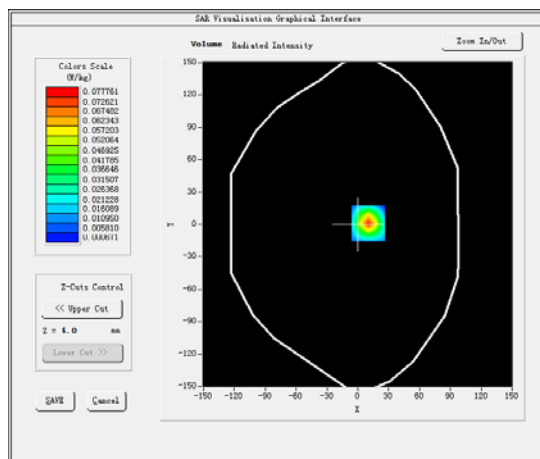 SAR Visualisation Graphical Interface
Volume Radiated Intensity
Zoom In/Out
Colors Scale
(W/kg)
0.077761
0.072621
0.067482
0.062343
0.057203
0.052064
0.046925
0.041785
0.036646
0.031507
0.026368
0.021228
0.016089
0.010950
0.005810
0.000671
Z-Cuts Control
<< Upper Cut
Z = 4.0 mm
Lower Cut >>
SAVE
Cancel
150
120
90
60
30
0
-30
-60
-90
-120
-150
Y
-150 -120 -90 -60 -30 0 30 60 90 120 150
X